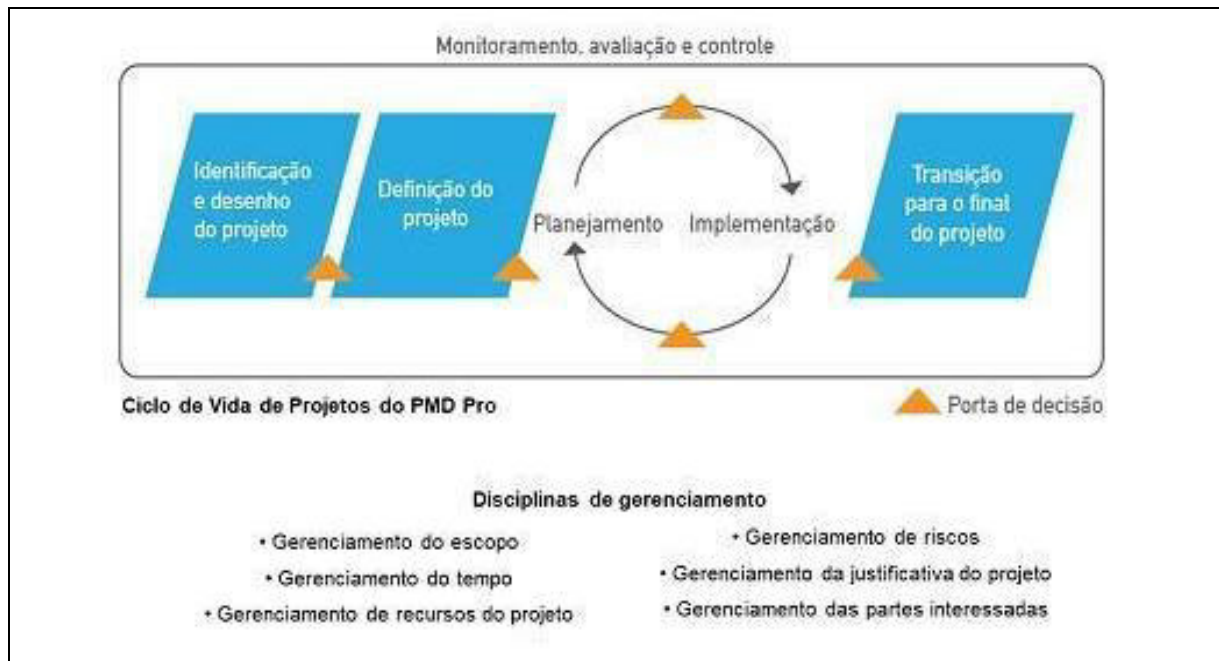 Monitoramento, avaliação e controle
Identificação
e desenho
do projeto
Definição do
projeto
Planejamento
Implementação
Transição
para o final
do projeto
Ciclo de Vida de Projetos do PMD Pro
Porta de decisão
Disciplinas de gerenciamento
• Gerenciamento do escopo
• Gerenciamento do tempo
• Gerenciamento de recursos do projeto
• Gerenciamento de riscos
• Gerenciamento da justificativa do projeto
• Gerenciamento das partes interessadas